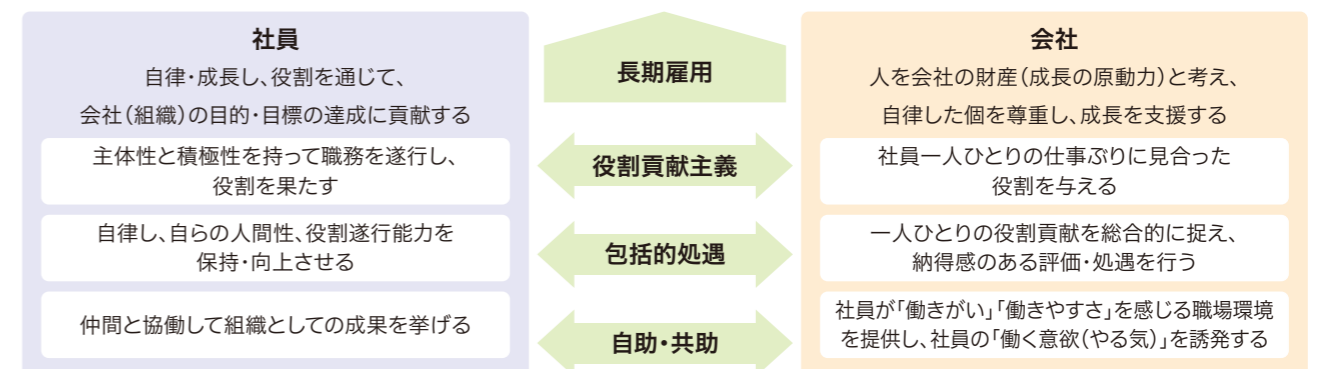 社員
自律・成長し、役割を通じて、
会社（組織）の目的・目標の達成に貢献する
主体性と積極性を持って職務を遂行し、
役割を果たす
自律し、自らの人間性、役割遂行能力を
保持・向上させる
仲間と協働して組織としての成果を挙げる
長期雇用
役割貢献主義
包括的処遇
自助・共助
会社
人を会社の財産（成長の原動力）と考え、
自律した個を尊重し、成長を支援する
社員一人ひとりの仕事ぶりに見合った
役割を与える
一人ひとりの役割貢献を総合的に捉え、
納得感のある評価・処遇を行う
社員が「働きがい」「働きやすさ」を感じる職場環境
を提供し、社員の「働く意欲（やる気）」を誘発する